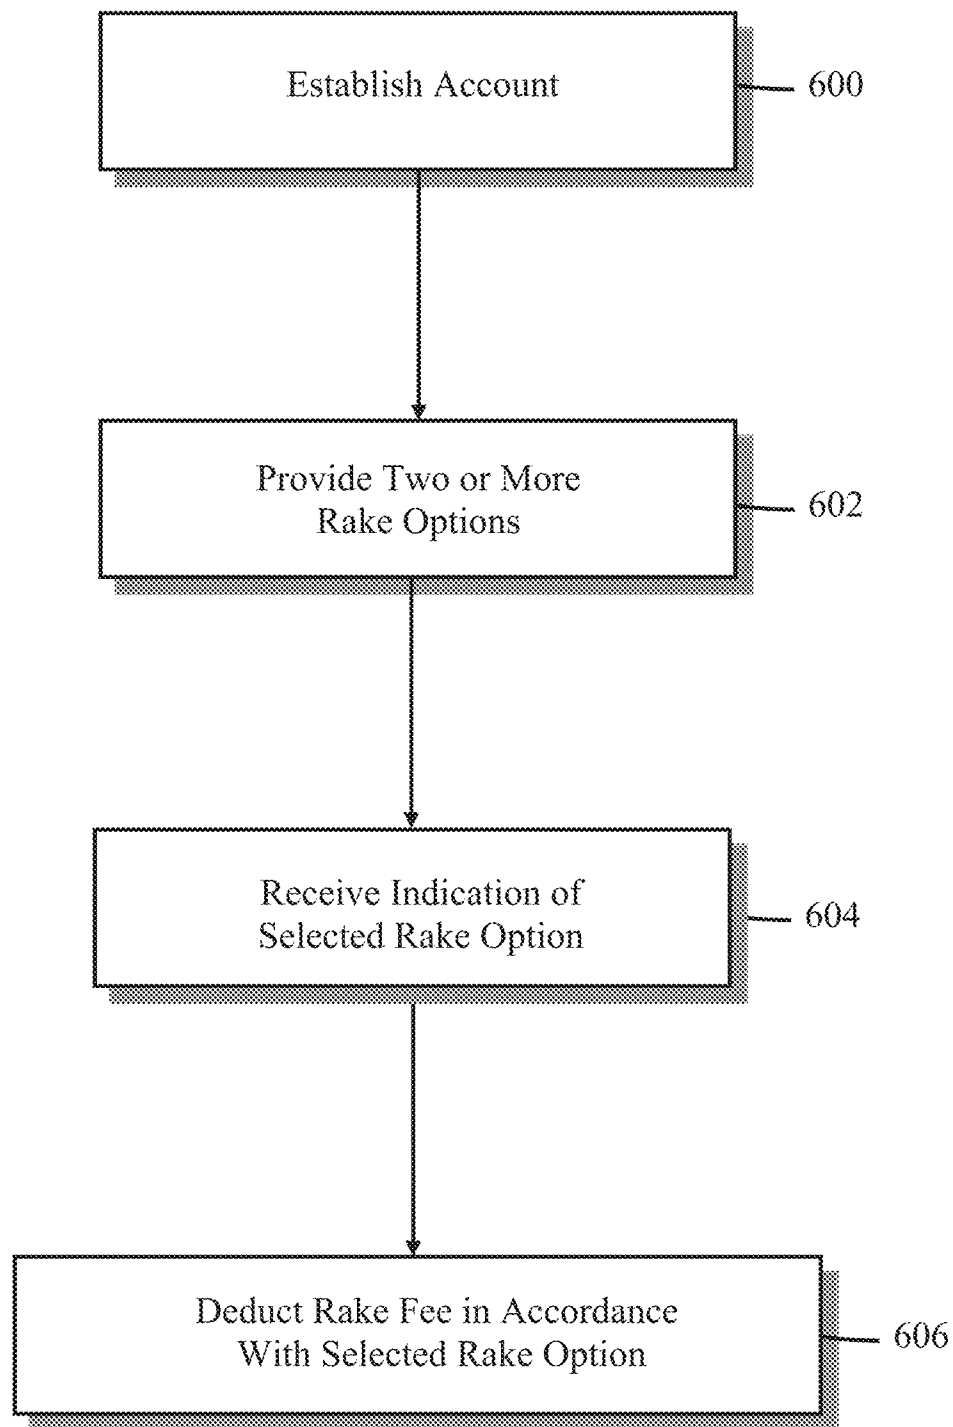 Establish Account
600
Provide Two or More
Rake Options
602
Receive Indication of
Selected Rake Option
604
Deduct Rake Fee in Accordance
With Selected Rake Option
606